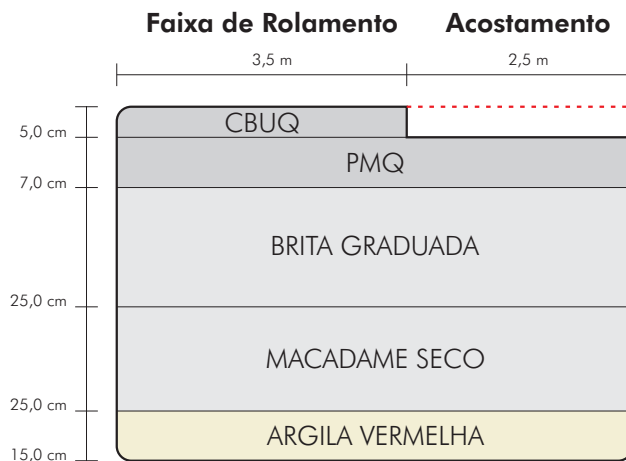 Faixa de Rolamento Acostamento
3,5 m 2,5 m
CBUQ
5,0 cm
PMQ
7,0 cm
BRITA GRADUADA
25,0 cm
MACADAME SECO
25,0 cm
ARGILA VERMELHA
15,0 cm